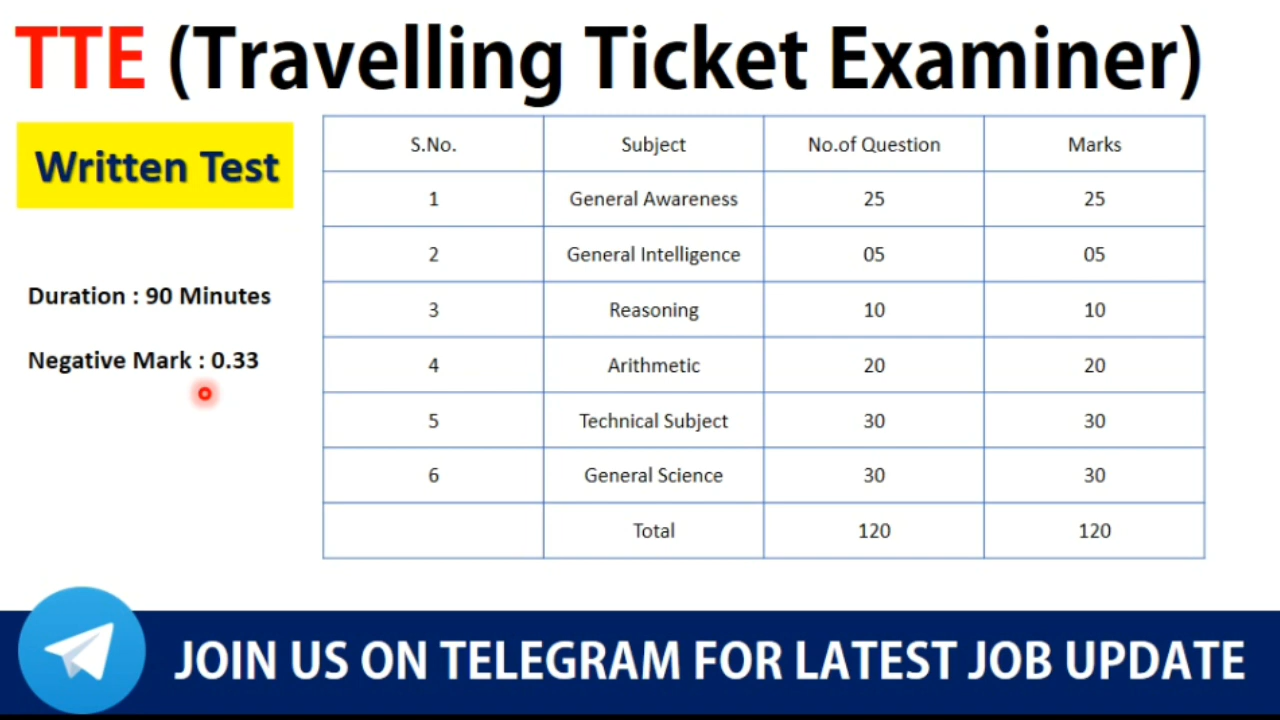 TTE (Travelling Ticket Examiner)
Written Test
Duration : 90 Minutes
Negative Mark : 0.33
S.No. Subject No.of Question Marks
1 General Awareness 25 25
2 General Intelligence 05 05
3 Reasoning 10 10
4 Arithmetic 20 20
5 Technical Subject 30 30
6 General Science 30 30
Total 120 120
JOIN US ON TELEGRAM FOR LATEST JOB UPDATE